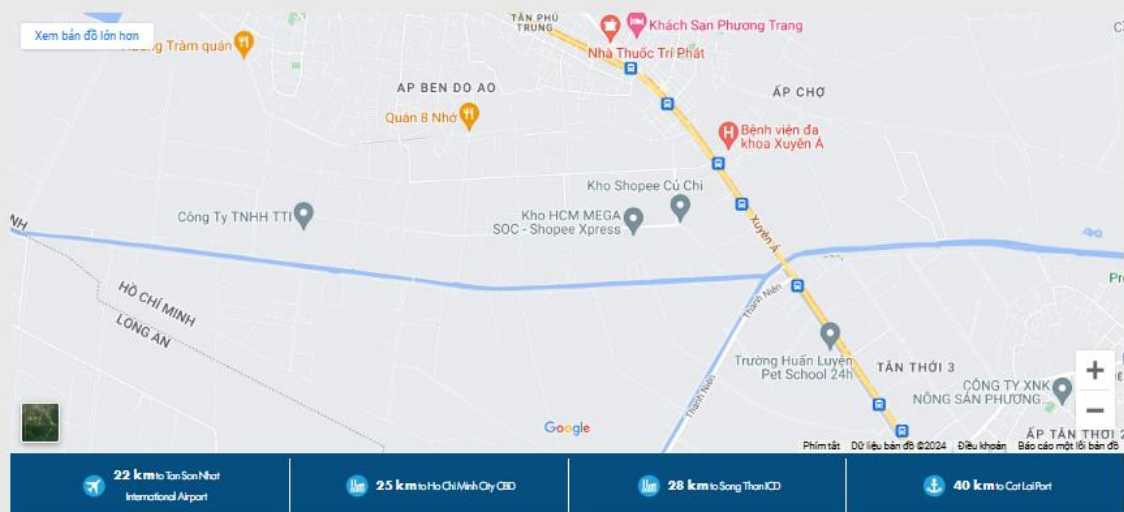 TÂN PHÚ
TRUNG
Khách Sạn Phương Trang
Xem bản đồ lớn hơn
Tràm quán
Nhà Thuốc Trí Phát
AP BEN DO AO
ẤP CHỢ
Quán 8 Nhớ
Bệnh viện đa
khoa Xuyên Á
Kho Shopee Củ Chi
Công Ty TNHH TTI
Kho HCM MEGA
SOC - Shopee Xpress
Xuyên Á
HỒ CHÍ MINH
LONG AN
Thanh Niên
Trường Huấn Luyện
Pet School 24h
TÂN THỚI 3
CÔNG TY XNK
NÔNG SẢN PHƯƠNG...
Thanh Niên
+
−
Google
ẤP TÂN THỚI 2
Phím tắt Dữ liệu bản đồ ©2024 Điều khoản Báo cáo một lỗi bản đồ
22 km to Tan Son Nhat
International Airport
25 km to Ho Chi Minh City CBD
28 km to Song Than ICD
40 km to Cat Lai Port